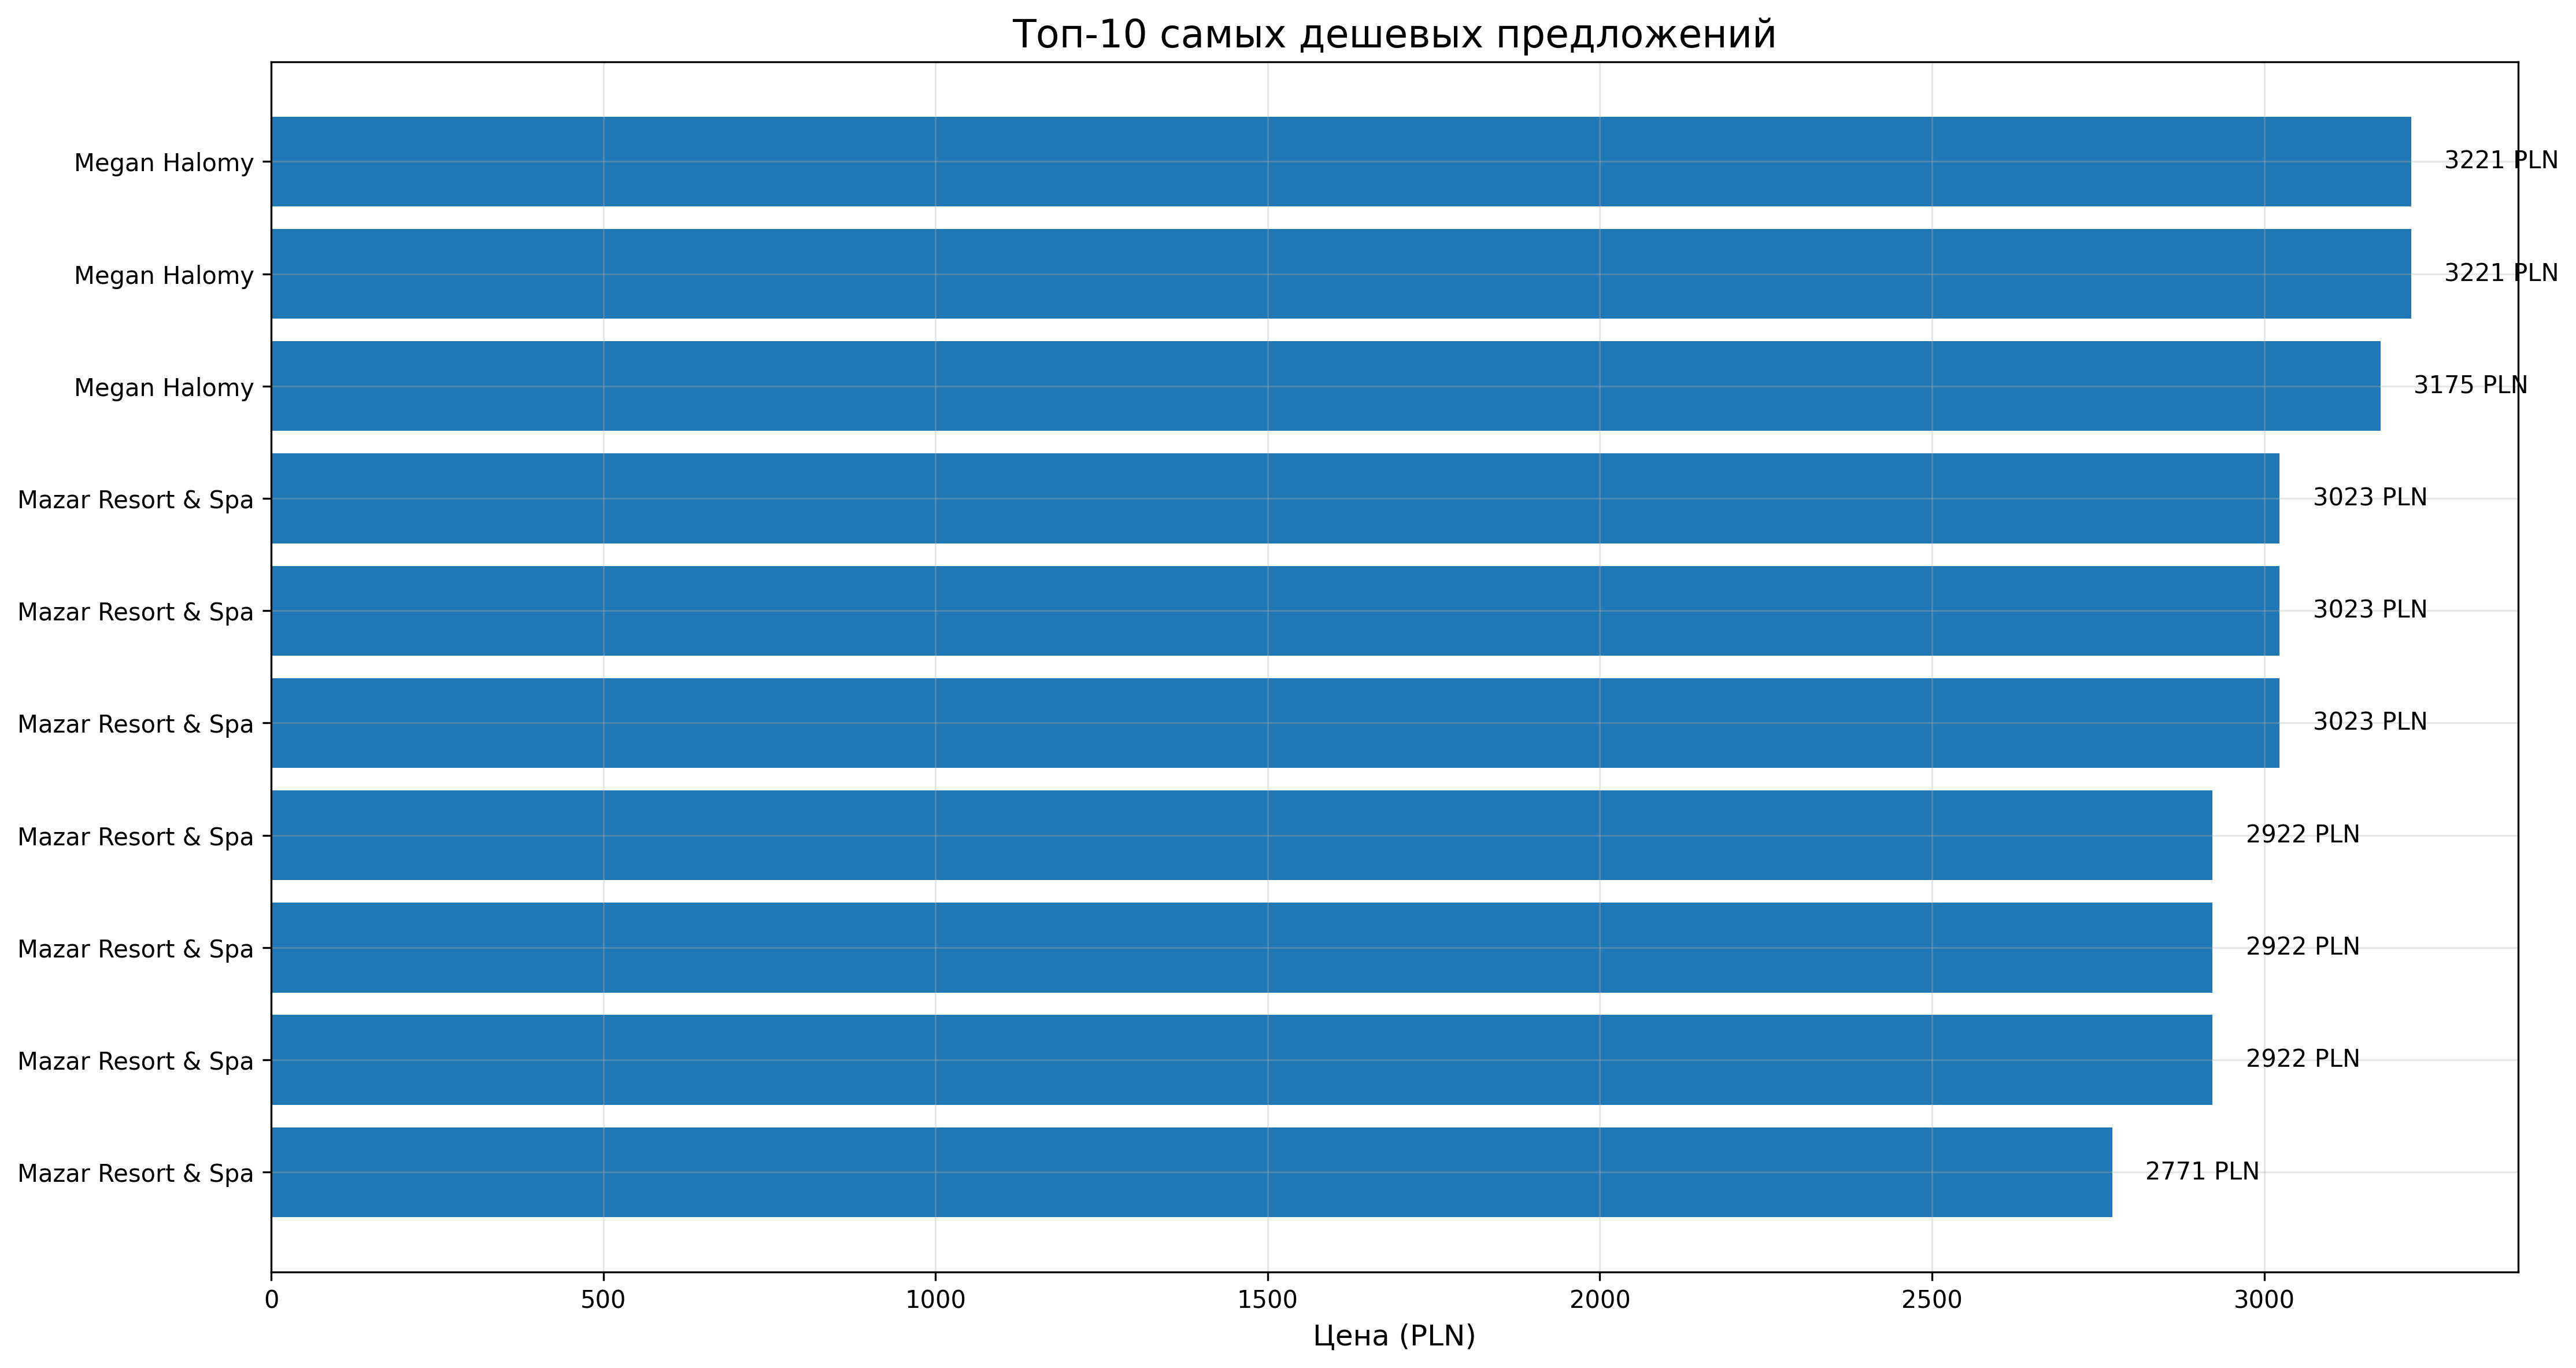 Топ-10 самых дешевых предложений
Megan Halomy 3221 PLN
Megan Halomy 3221 PLN
Megan Halomy 3175 PLN
Mazar Resort & Spa 3023 PLN
Mazar Resort & Spa 3023 PLN
Mazar Resort & Spa 3023 PLN
Mazar Resort & Spa 2922 PLN
Mazar Resort & Spa 2922 PLN
Mazar Resort & Spa 2922 PLN
Mazar Resort & Spa 2771 PLN
0 500 1000 1500 2000 2500 3000
Цена (PLN)